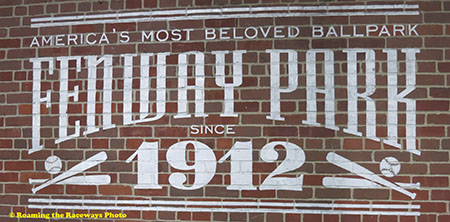 AMERICA'S MOST BELOVED BALLPARK
FENWAY PARK
SINCE
1912
© Roaming the Raceways Photo